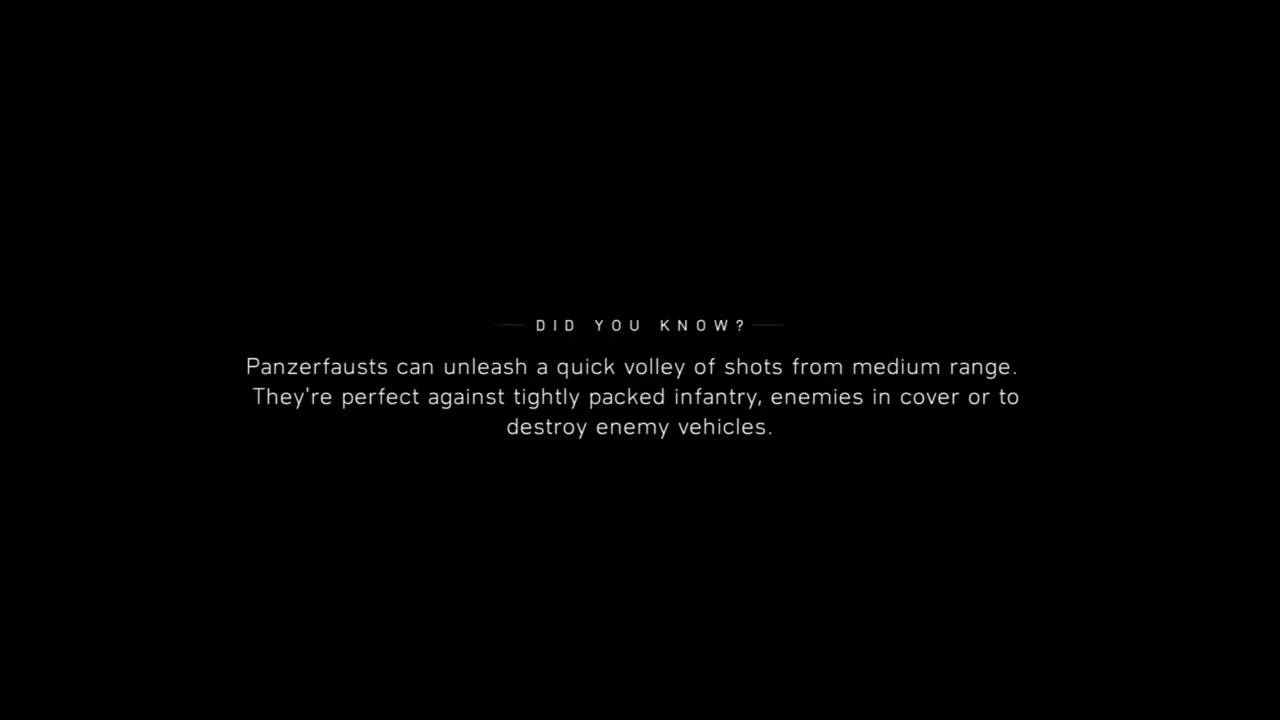 DID YOU KNOW?
Panzerfausts can unleash a quick volley of shots from medium range.
They're perfect against tightly packed infantry, enemies in cover or to
destroy enemy vehicles.